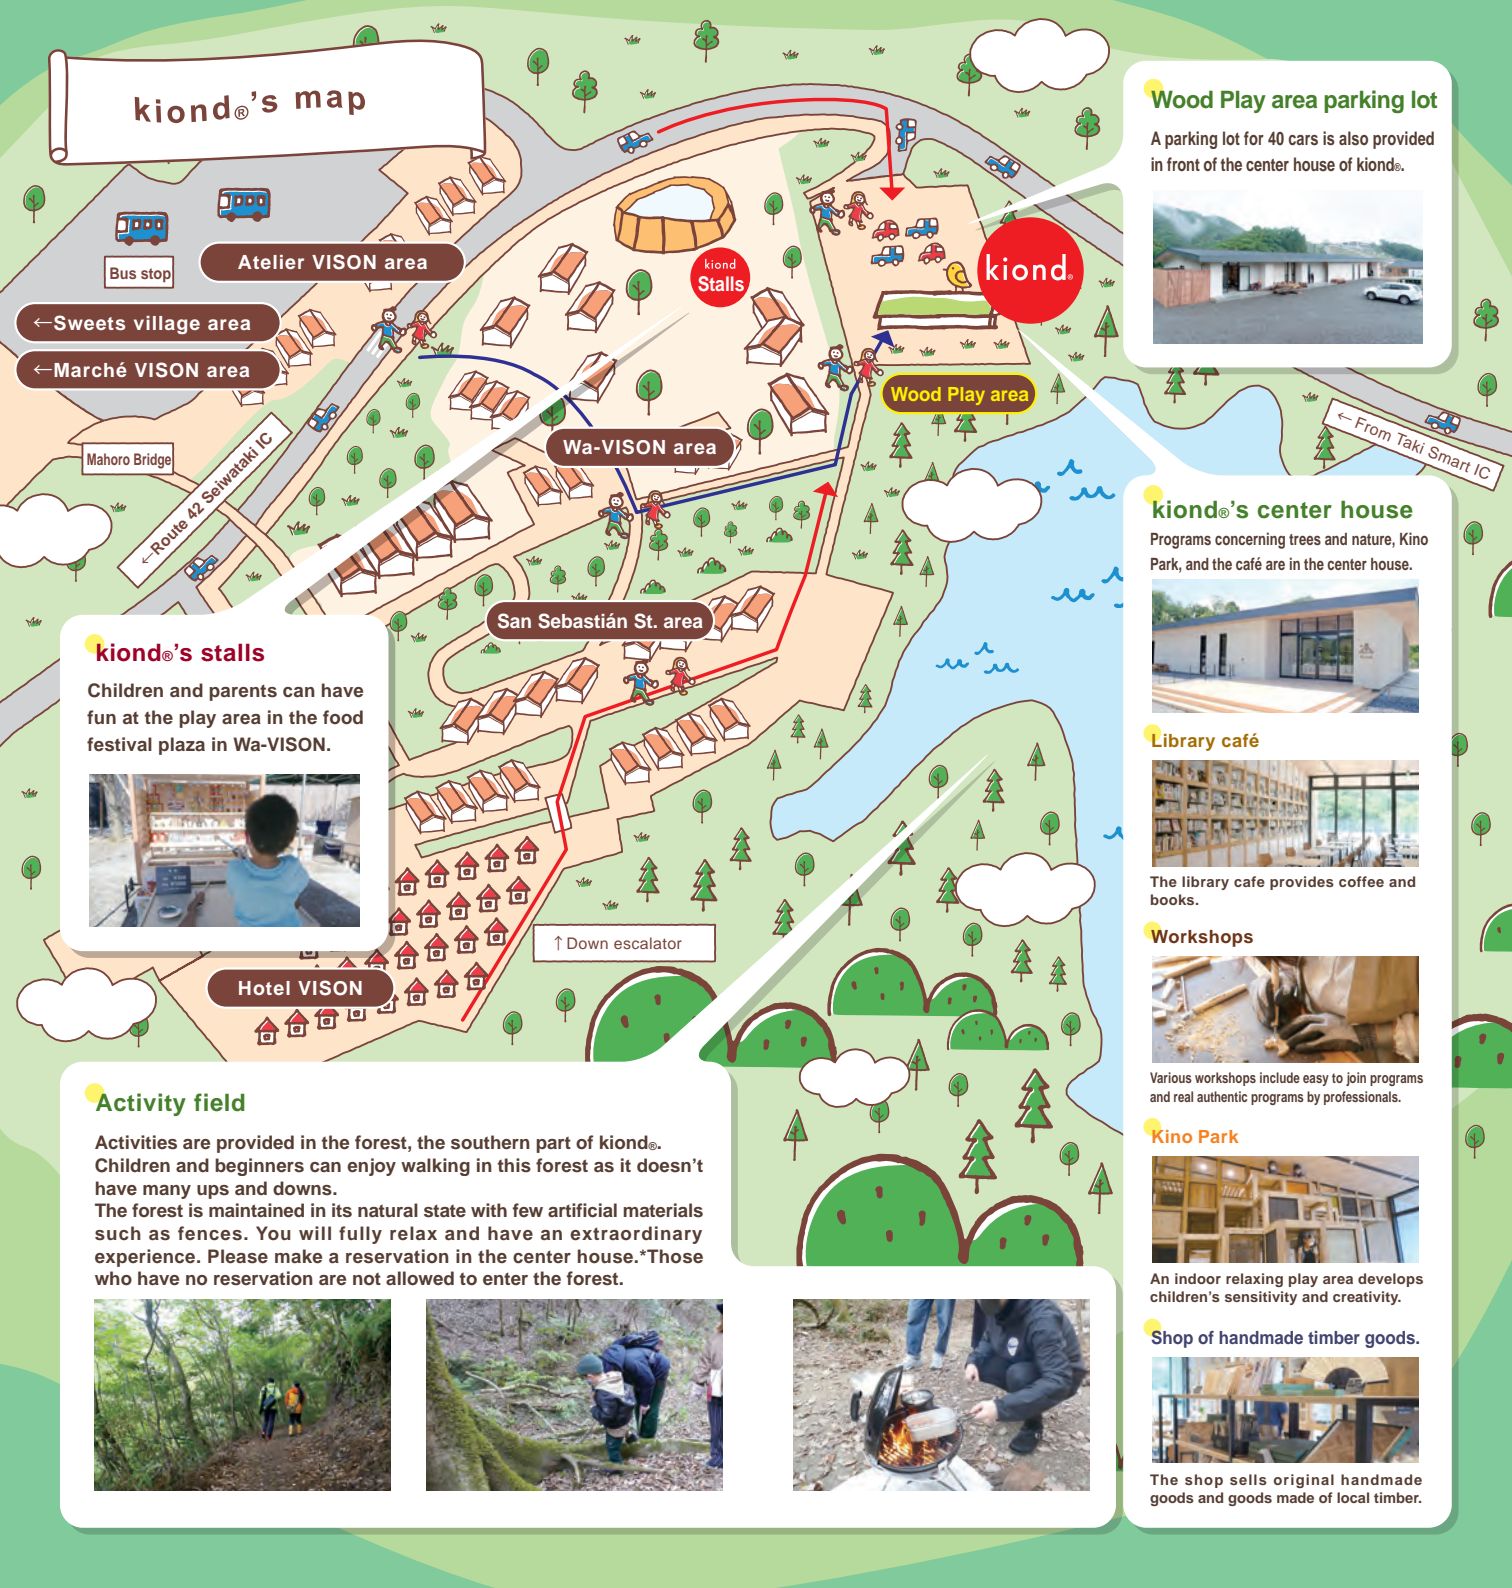 kiond®'s map
Bus stop
Atelier VISON area
←Sweets village area
←Marché VISON area
Mahoro Bridge
←Route 42 Seiwataki IC
kiond
Stalls
kiond®
Wood Play area
Wa-VISON area
San Sebastián St. area
← From Taki Smart IC
↑Down escalator
Hotel VISON
Wood Play area parking lot
A parking lot for 40 cars is also provided
in front of the center house of kiond®.
kiond®'s center house
Programs concerning trees and nature, Kino
Park, and the café are in the center house.
Library café
The library cafe provides coffee and
books.
Workshops
Various workshops include easy to join programs
and real authentic programs by professionals.
Kino Park
An indoor relaxing play area develops
children's sensitivity and creativity.
Shop of handmade timber goods.
The shop sells original handmade
goods and goods made of local timber.
kiond®'s stalls
Children and parents can have
fun at the play area in the food
festival plaza in Wa-VISON.
Activity field
Activities are provided in the forest, the southern part of kiond®.
Children and beginners can enjoy walking in this forest as it doesn't
have many ups and downs.
The forest is maintained in its natural state with few artificial materials
such as fences. You will fully relax and have an extraordinary
experience. Please make a reservation in the center house.*Those
who have no reservation are not allowed to enter the forest.